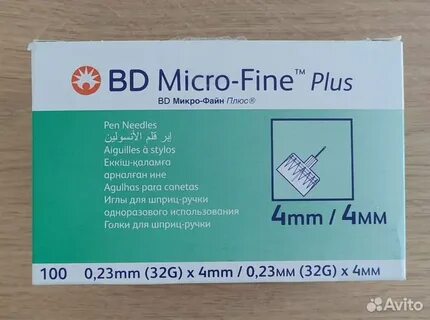 BD Micro-Fine™ Plus
BD Микро-Файн Плюс®
Pen Needles
إبر قلم الأنسولين
Aiguilles à stylos
Еккіш-қаламға
арналған ине
Agulhas para canetas
Иглы для шприц-ручки
одноразового использования
Голки для шприц-ручки
4mm / 4мм
100 0,23mm (32G) x 4mm / 0,23мм (32G) x 4мм
Avito